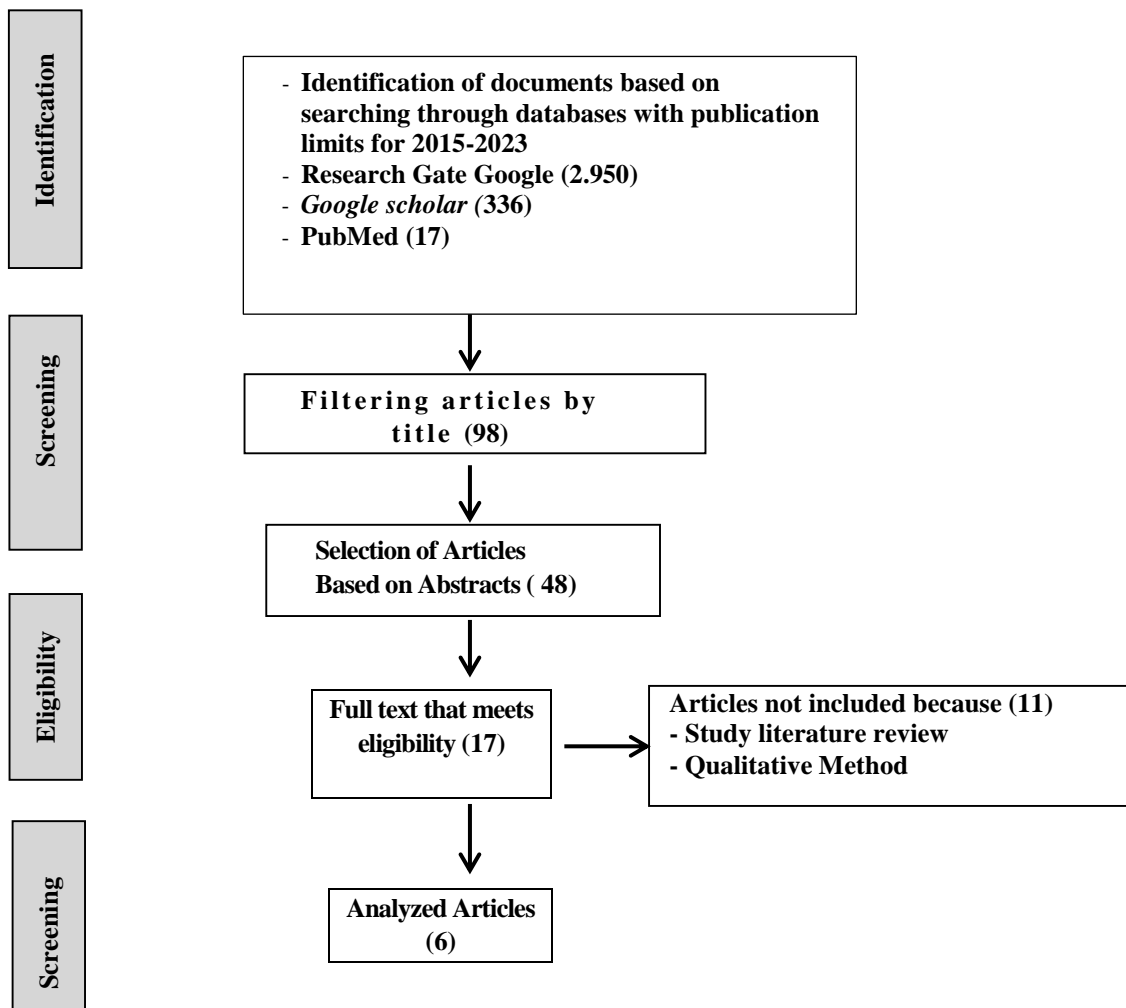 Identification
- Identification of documents based on
searching through databases with publication
limits for 2015-2023
- Research Gate Google (2.950)
- Google scholar (336)
- PubMed (17)
Screening
Filtering articles by
title (98)
Selection of Articles
Based on Abstracts ( 48)
Eligibility
Full text that meets
eligibility (17)
Articles not included because (11)
- Study literature review
- Qualitative Method
Screening
Analyzed Articles
(6)